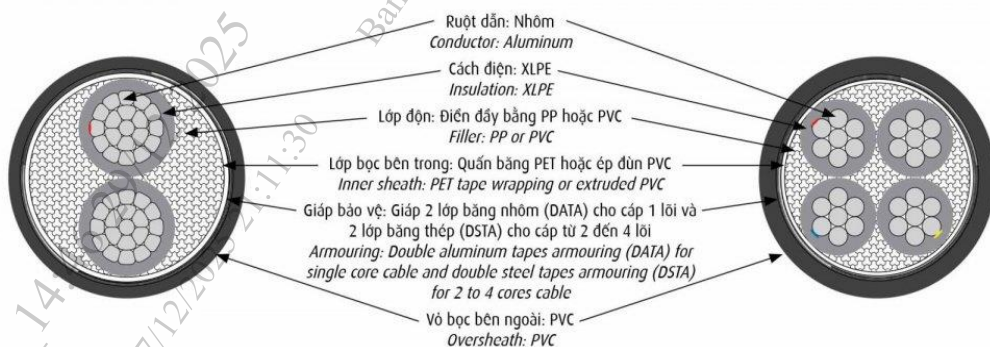 Ruột dẫn: Nhôm
Conductor: Aluminum
Cách điện: XLPE
Insulation: XLPE
Lớp độn: Điền đầy bằng PP hoặc PVC
Filler: PP or PVC
Lớp bọc bên trong: Quấn băng PET hoặc ép đùn PVC
Inner sheath: PET tape wrapping or extruded PVC
Giáp bảo vệ: Giáp 2 lớp băng nhôm (DATA) cho cáp 1 lõi và
2 lớp băng thép (DSTA) cho cáp từ 2 đến 4 lõi
Armouring: Double aluminum tapes armouring (DATA) for
single core cable and double steel tapes armouring (DSTA)
for 2 to 4 cores cable
Vỏ bọc bên ngoài: PVC
Oversheath: PVC